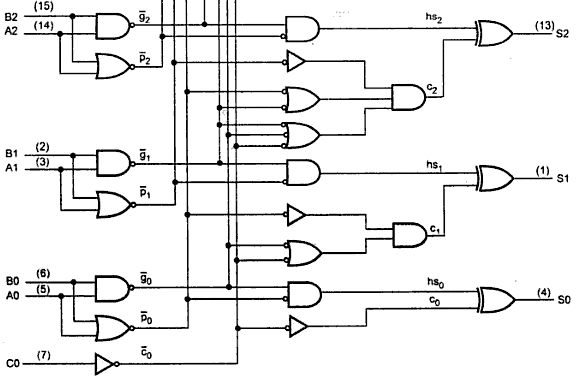 B2 (15) g̅2 hs2 (13) S2
A2 (14)
p̅2
c2
B1 (2) g̅1 hs1 (1) S1
A1 (3)
p̅1
c1
B0 (6) g̅0 hs0 (4) S0
A0 (5) c0
p̅0
C0 (7) c̅0